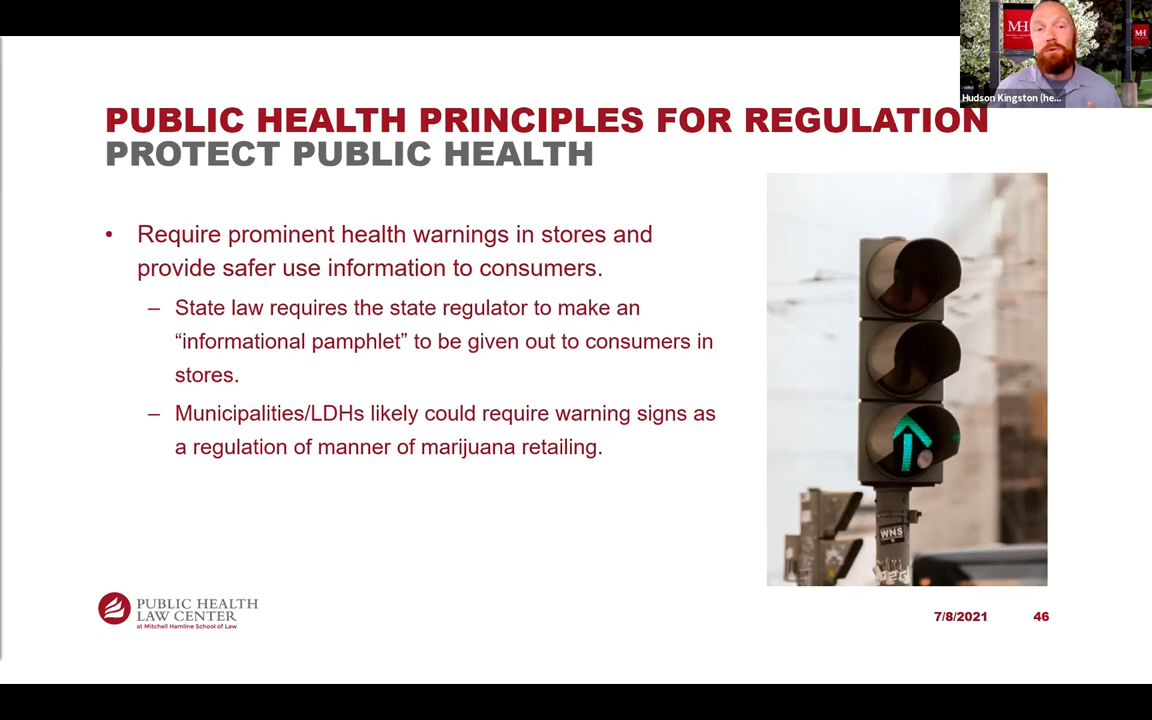 MH
MH
Hudson Kingston (he...
PUBLIC HEALTH PRINCIPLES FOR REGULATION
PROTECT PUBLIC HEALTH
• Require prominent health warnings in stores and
provide safer use information to consumers.
– State law requires the state regulator to make an
“informational pamphlet” to be given out to consumers in
stores.
– Municipalities/LDHs likely could require warning signs as
a regulation of manner of marijuana retailing.
WNS
PUBLIC HEALTH
LAW CENTER
at Mitchell Hamline School of Law
7/8/2021 46